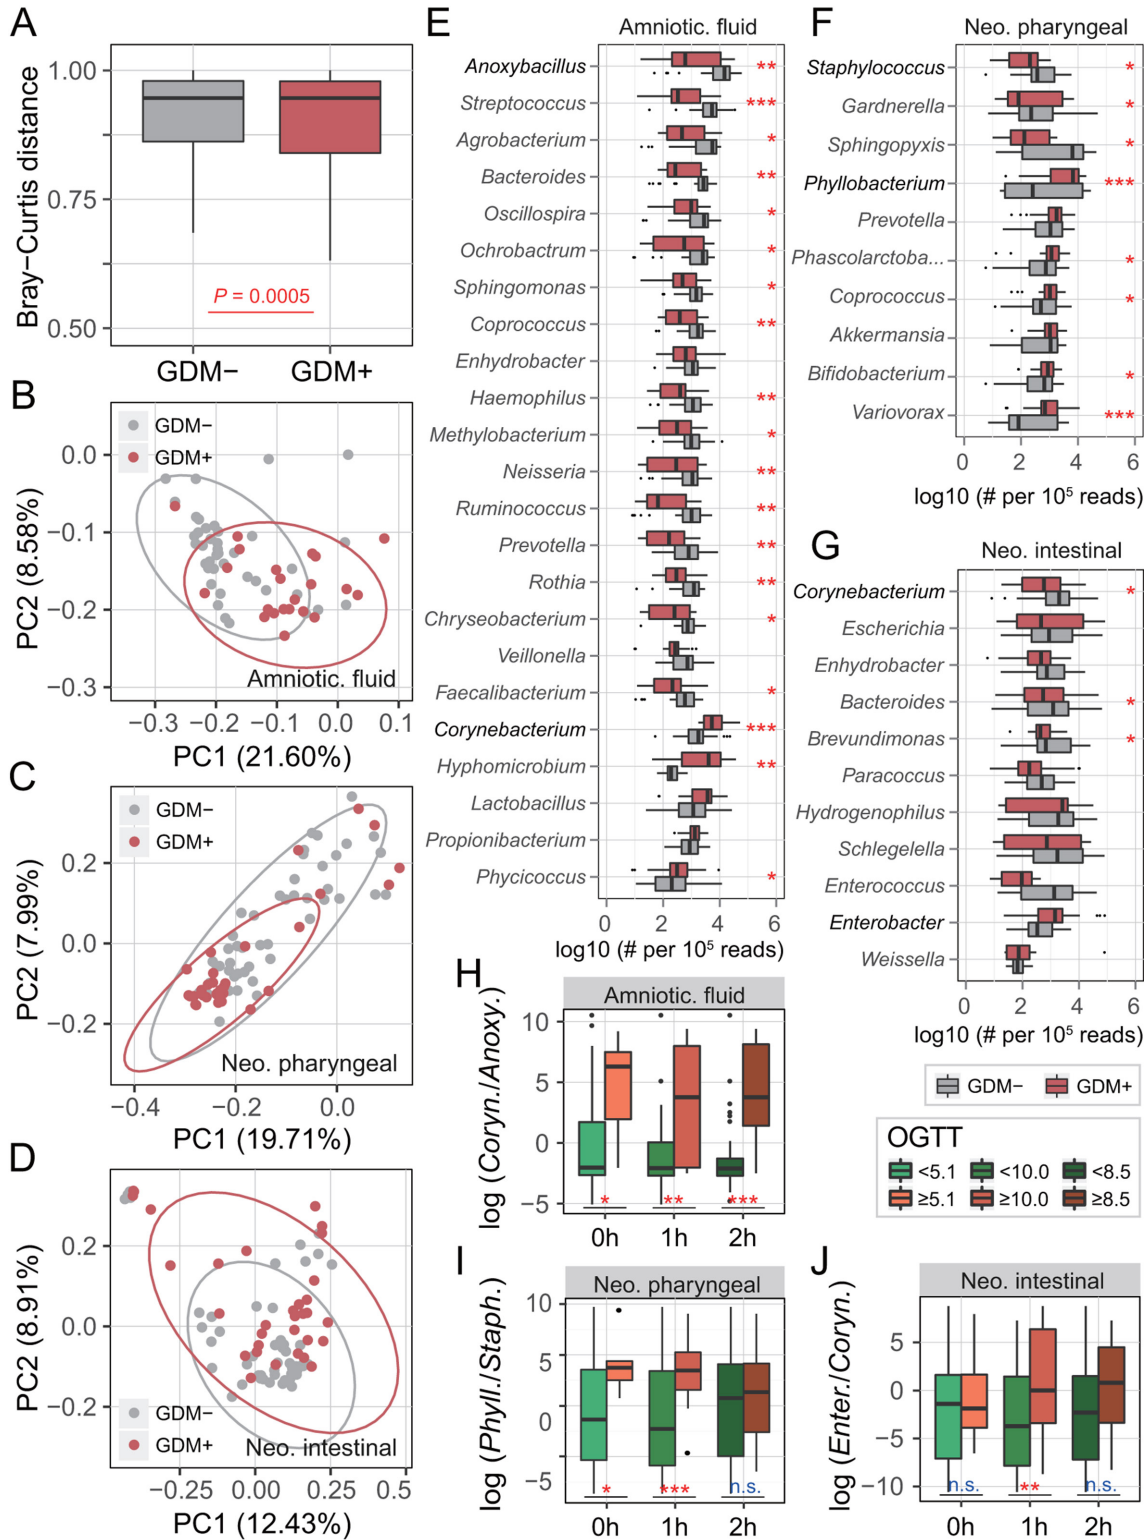 A
Bray−Curtis distance
1.00
0.75
0.50
P = 0.0005
GDM−
GDM+
B
GDM−
GDM+
PC2 (8.58%)
0.0
−0.1
−0.2
−0.3
Amniotic. fluid
−0.3
−0.2
−0.1
0.0
0.1
PC1 (21.60%)
C
GDM−
GDM+
PC2 (7.99%)
0.2
0.0
−0.2
Neo. pharyngeal
−0.4
−0.2
0.0
PC1 (19.71%)
D
PC2 (8.91%)
0.2
0.0
−0.2
GDM−
GDM+
Neo. intestinal
−0.25
0.00
0.25
0.5
PC1 (12.43%)
E
Amniotic. fluid
Anoxybacillus **
Streptococcus ***
Agrobacterium *
Bacteroides **
Oscillospira *
Ochrobactrum *
Sphingomonas *
Coprococcus **
Enhydrobacter
Haemophilus **
Methylobacterium *
Neisseria **
Ruminococcus **
Prevotella **
Rothia **
Chryseobacterium *
Veillonella
Faecalibacterium *
Corynebacterium ***
Hyphomicrobium **
Lactobacillus
Propionibacterium
Phycicoccus *
0 2 4 6
log10 (# per 10⁵ reads)
F
Neo. pharyngeal
Staphylococcus *
Gardnerella *
Sphingopyxis *
Phyllobacterium ***
Prevotella
Phascolarctoba... *
Coprococcus *
Akkermansia
Bifidobacterium *
Variovorax ***
0 2 4 6
log10 (# per 10⁵ reads)
G
Neo. intestinal
Corynebacterium *
Escherichia
Enhydrobacter
Bacteroides *
Brevundimonas *
Paracoccus
Hydrogenophilus
Schlegelella
Enterococcus
Enterobacter
Weissella
0 2 4 6
log10 (# per 10⁵ reads)
GDM− GDM+
OGTT
<5.1 <10.0 <8.5
≥5.1 ≥10.0 ≥8.5
H
Amniotic. fluid
log (Coryn./Anoxy.)
10
5
0
−5
* ** ***
0h 1h 2h
I
Neo. pharyngeal
log (Phyll./Staph.)
10
5
0
−5
* *** n.s.
0h 1h 2h
J
Neo. intestinal
log (Enter./Coryn.)
5
0
−5
−10
n.s. ** n.s.
0h 1h 2h